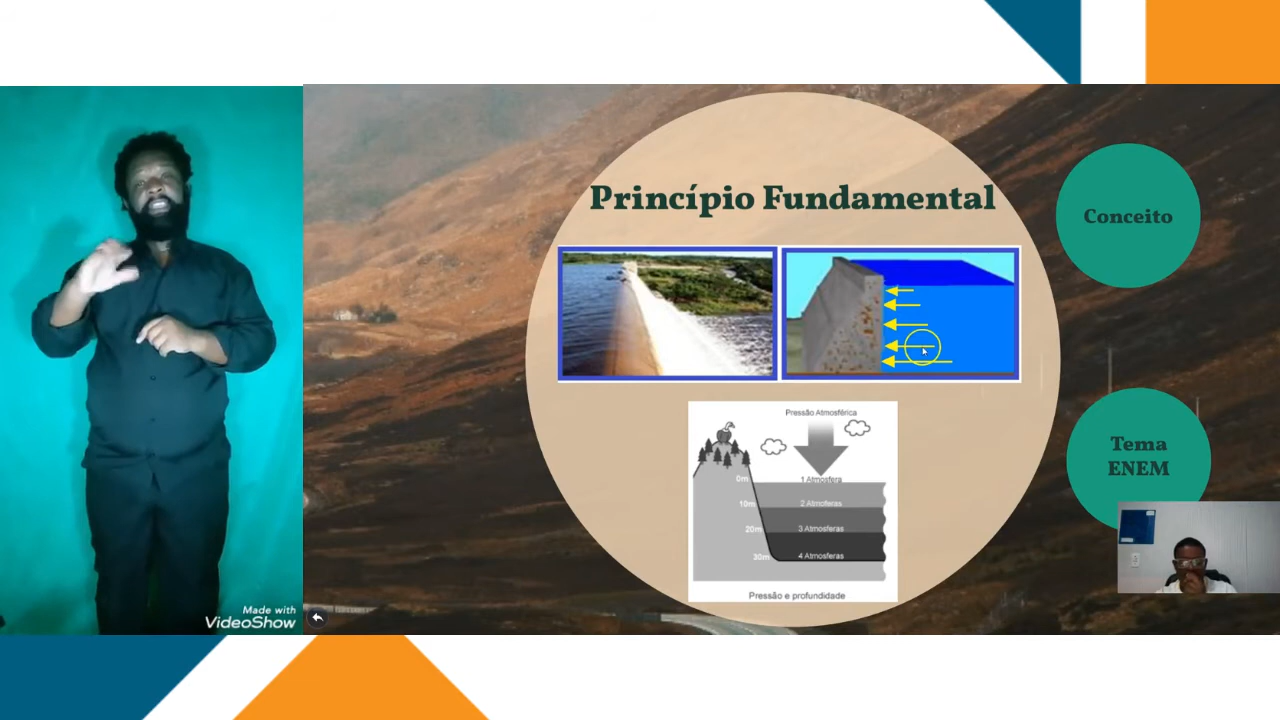 Princípio Fundamental
Conceito
Pressão Atmosférica
0m
1 Atmosfera
10m
2 Atmoferas
20m
3 Atmosferas
30m
4 Atmosferas
Pressão e profundidade
Tema
ENEM
Made with
VideoShow